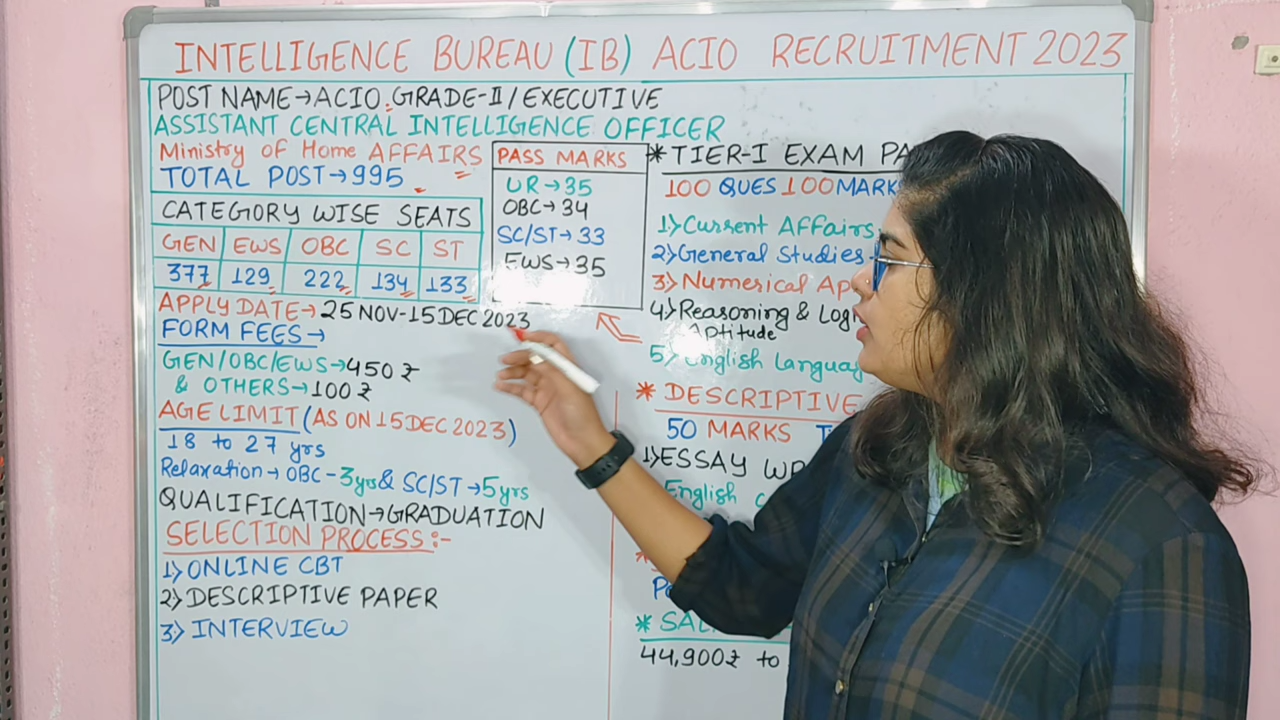 INTELLIGENCE BUREAU (IB) ACIO RECRUITMENT 2023
POST NAME→ACIO GRADE-II/EXECUTIVE
ASSISTANT CENTRAL INTELLIGENCE OFFICER
Ministry of Home AFFAIRS
TOTAL POST→995
CATEGORY WISE SEATS
GEN EWS OBC SC ST
377 129 222 134 133
PASS MARKS
UR→35
OBC→34
SC/ST→33
EWS→35
APPLY DATE→25 NOV-15 DEC 2023
FORM FEES→
GEN/OBC/EWS→450 ₹
& OTHERS→100 ₹
AGE LIMIT (AS ON 15 DEC 2023)
18 to 27 yrs
Relaxation→OBC-3yrs & SC/ST→5yrs
QUALIFICATION→GRADUATION
SELECTION PROCESS:-
1) ONLINE CBT
2) DESCRIPTIVE PAPER
3) INTERVIEW
*TIER-I EXAM
100 QUES 100 MARK
1) Current AFFairs
2) General Studies
3) Numerical
4) Reasoning &
Aptitude
5) English
* DESCRIPTIVE
50 MARKS
1) ESSAY
English
*
* 
44,900₹ to